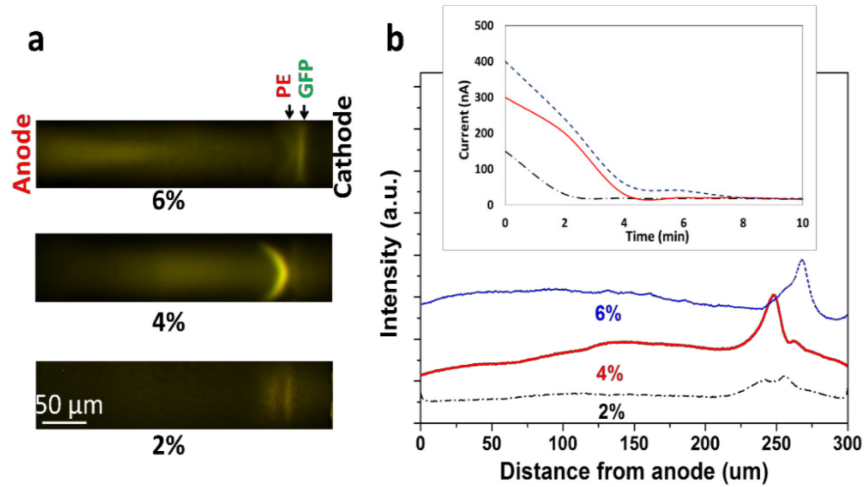 a
PE
GFP
Anode
Cathode
6%
4%
50 μm
2%
b
500
400
300
200
100
0
Current (nA)
0 2 4 6 8 10
Time (min)
Intensity (a.u.)
6%
4%
2%
0 50 100 150 200 250 300
Distance from anode (um)